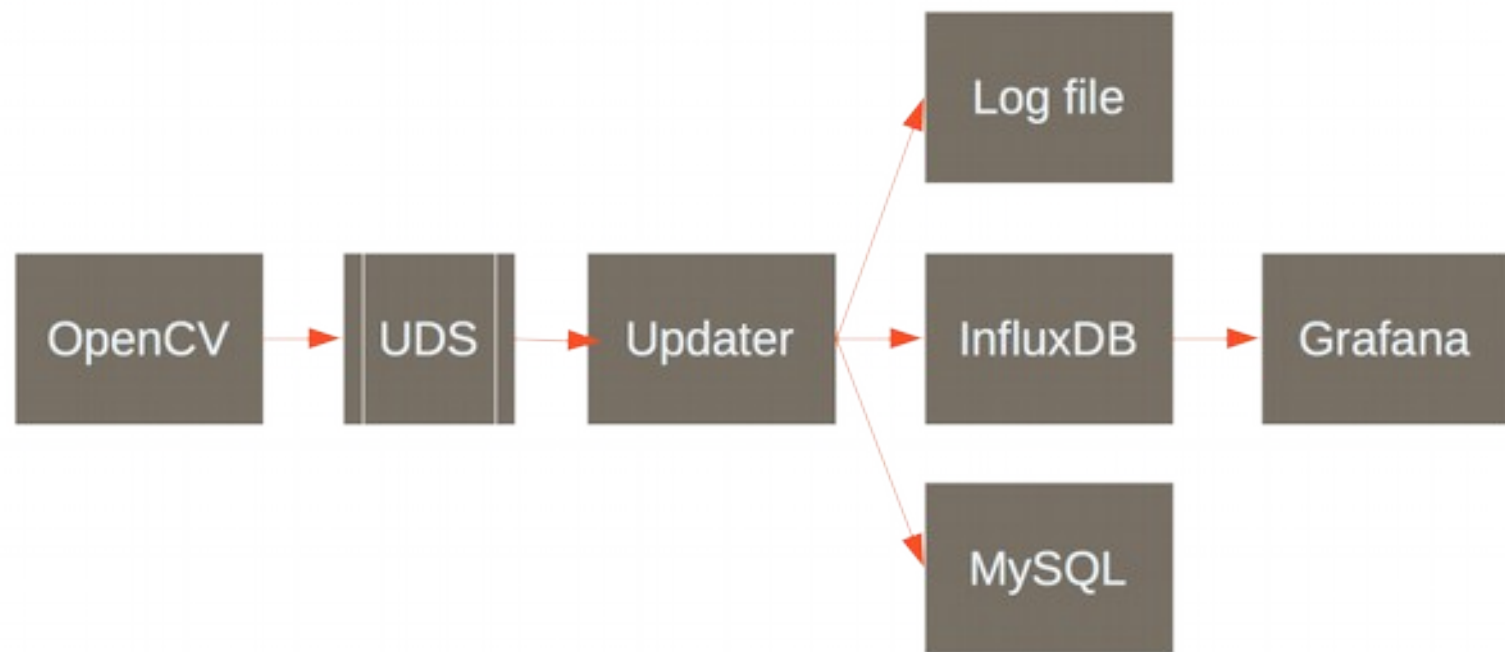 Log file
OpenCV
UDS
Updater
InfluxDB
Grafana
MySQL